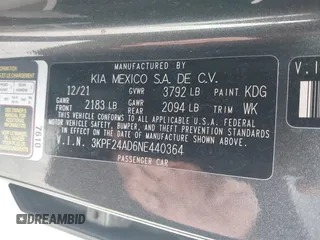 MFD. BY
KIA MEXICO S.A. DE C.V.
12/21 GVWR 3792 LB PAINT KDG
GAWR FRONT 2183 LB GAWR REAR 2094 LB TRIM WK
THIS VEHICLE CONFORMS TO ALL APPLICABLE
U.S. FEDERAL MOTOR VEHICLE SAFETY, BUMPER, AND
THEFT PREVENTION STANDARDS IN EFFECT ON THE DATE OF
MANUFACTURE SHOWN ABOVE.
V.I.N. 3KPF24AD6NE440364
PASSENGER CAR
7010
V.I.N
DREAMBID